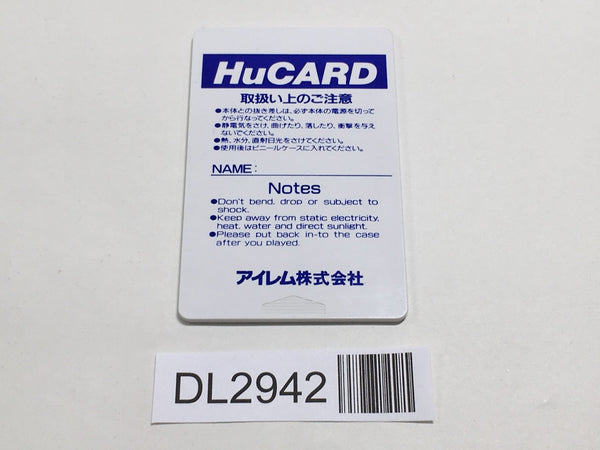 HuCARD
取扱い上のご注意
●本体との抜き差しは、必ず本体の電源を切って
から行なってください。
●静電気をさけ、曲げたり、落したり、衝撃を与え
ないでください。
●熱、水分、直射日光をさけてください。
●使用後はビニールケースに入れてください。
NAME:
Notes
●Don't bend, drop or subject to
shock.
●Keep away from static electricity,
heat, water and direct sunlight.
●Please put back in-to the case
after you played.
アイレム株式会社
DL2942